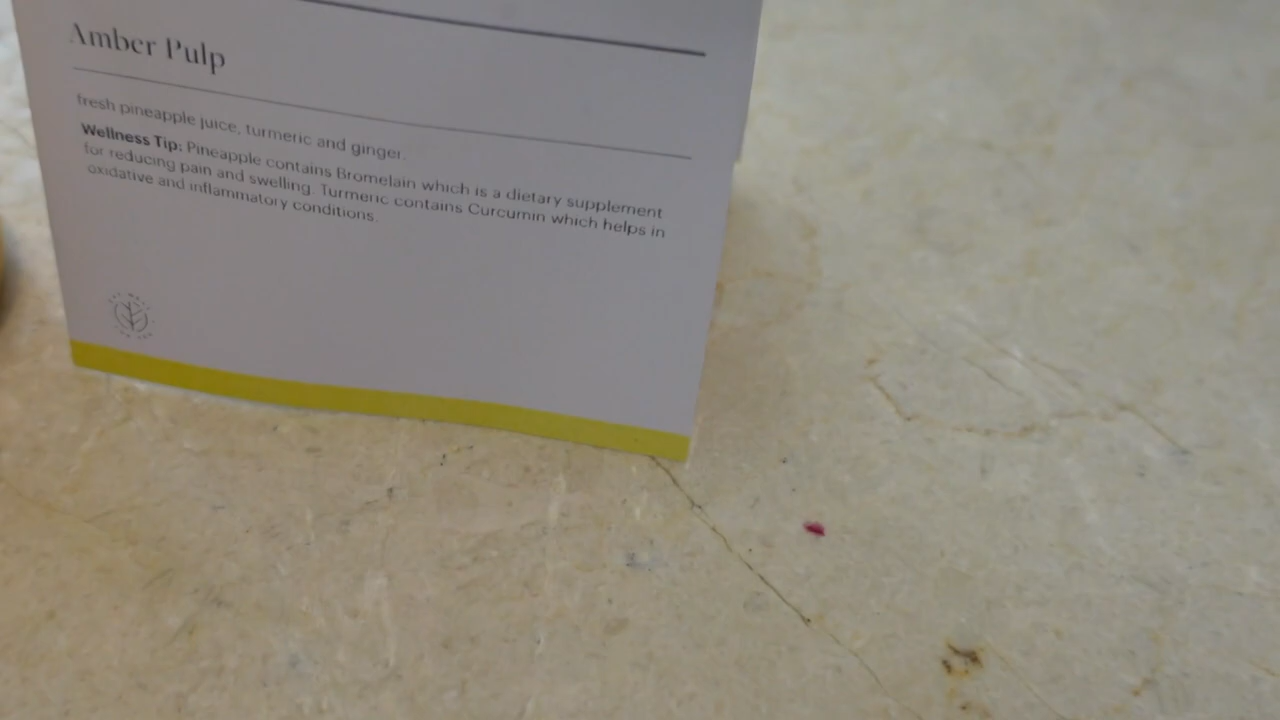 Amber Pulp
fresh pineapple juice, turmeric and ginger.
Wellness Tip: Pineapple contains Bromelain which is a dietary supplement
for reducing pain and swelling. Turmeric contains Curcumin which helps in
oxidative and inflammatory conditions.